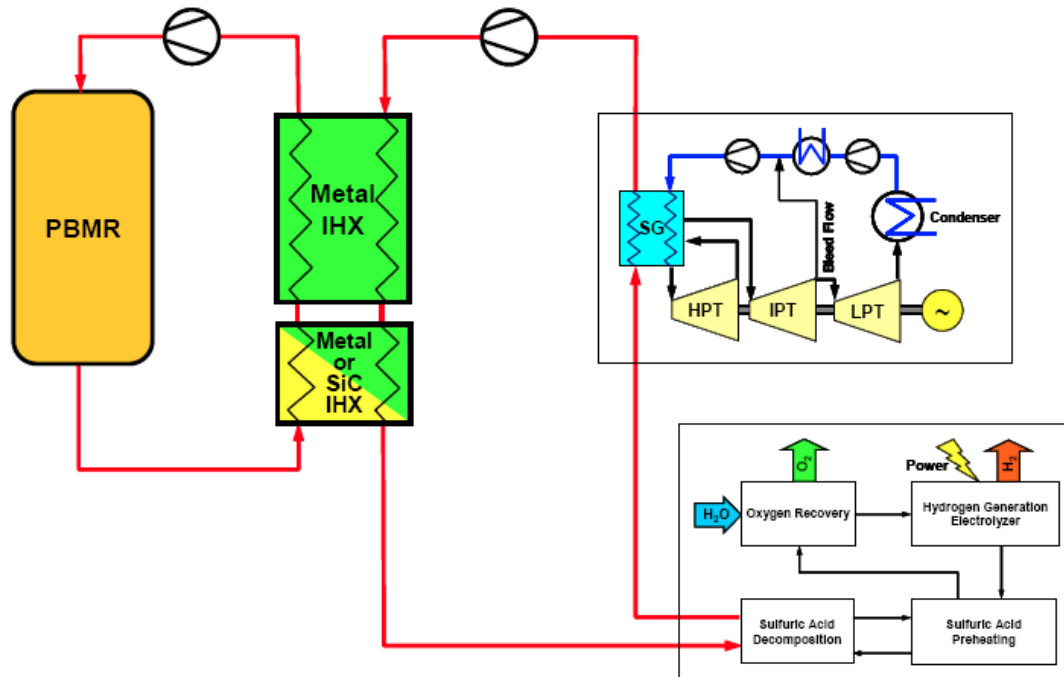 PBMR
Metal
IHX
Metal
or
SiC
IHX
SG
Bleed Flow
Condenser
HPT
IPT
LPT
~
O₂
Power
H₂
H₂O
Oxygen Recovery
Hydrogen Generation
Electrolyzer
Sulfuric Acid
Decomposition
Sulfuric Acid
Preheating